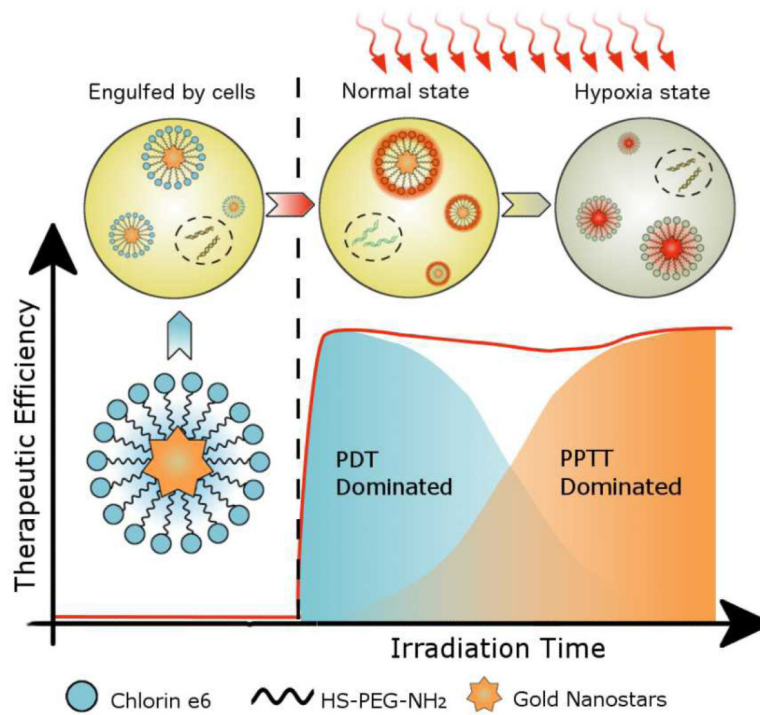 Engulfed by cells
Normal state
Hypoxia state
Therapeutic Efficiency
PDT
Dominated
PPTT
Dominated
Irradiation Time
Chlorin e6
HS-PEG-NH₂
Gold Nanostars